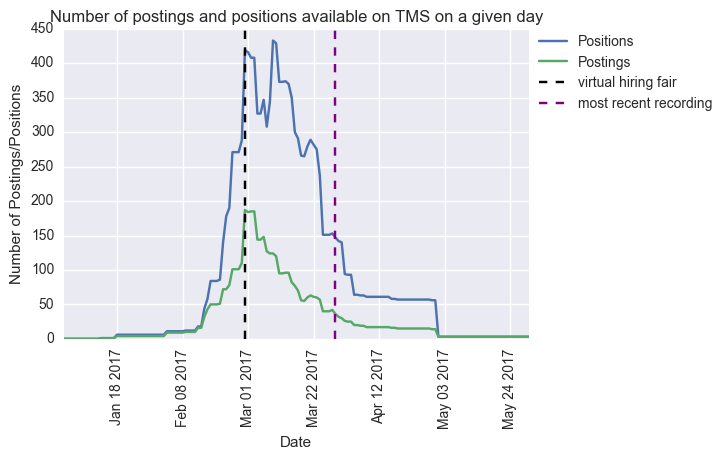 Number of postings and positions available on TMS on a given day
Number of Postings/Positions
450
400
350
300
250
200
150
100
50
0
Jan 18 2017
Feb 08 2017
Mar 01 2017
Mar 22 2017
Apr 12 2017
May 03 2017
May 24 2017
Date
Positions
Postings
virtual hiring fair
most recent recording